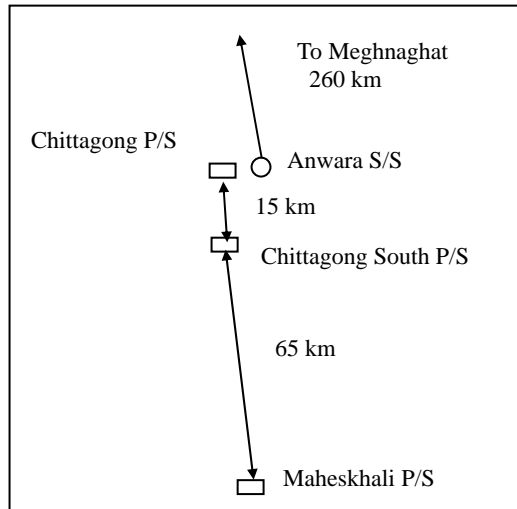 To Meghnaghat
260 km
Chittagong P/S
Anwara S/S
15 km
Chittagong South P/S
65 km
Maheskhali P/S